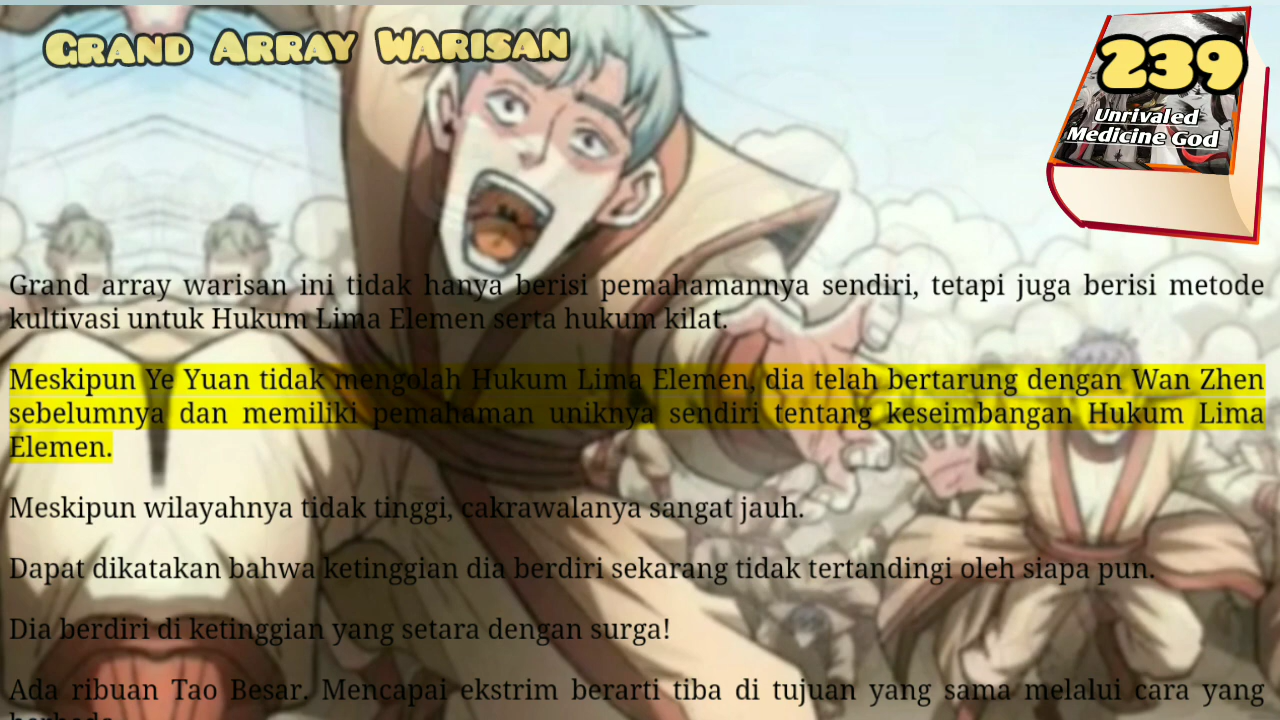 Grand Array Warisan
239
Unrivaled
Medicine God
Grand array warisan ini tidak hanya berisi pemahamannya sendiri, tetapi juga berisi metode
kultivasi untuk Hukum Lima Elemen serta hukum kilat.
Meskipun Ye Yuan tidak mengolah Hukum Lima Elemen, dia telah bertarung dengan Wan Zhen
sebelumnya dan memiliki pemahaman uniknya sendiri tentang keseimbangan Hukum Lima
Elemen.
Meskipun wilayahnya tidak tinggi, cakrawalanya sangat jauh.
Dapat dikatakan bahwa ketinggian dia berdiri sekarang tidak tertandingi oleh siapa pun.
Dia berdiri di ketinggian yang setara dengan surga!
Ada ribuan Tao Besar. Mencapai ekstrim berarti tiba di tujuan yang sama melalui cara yang